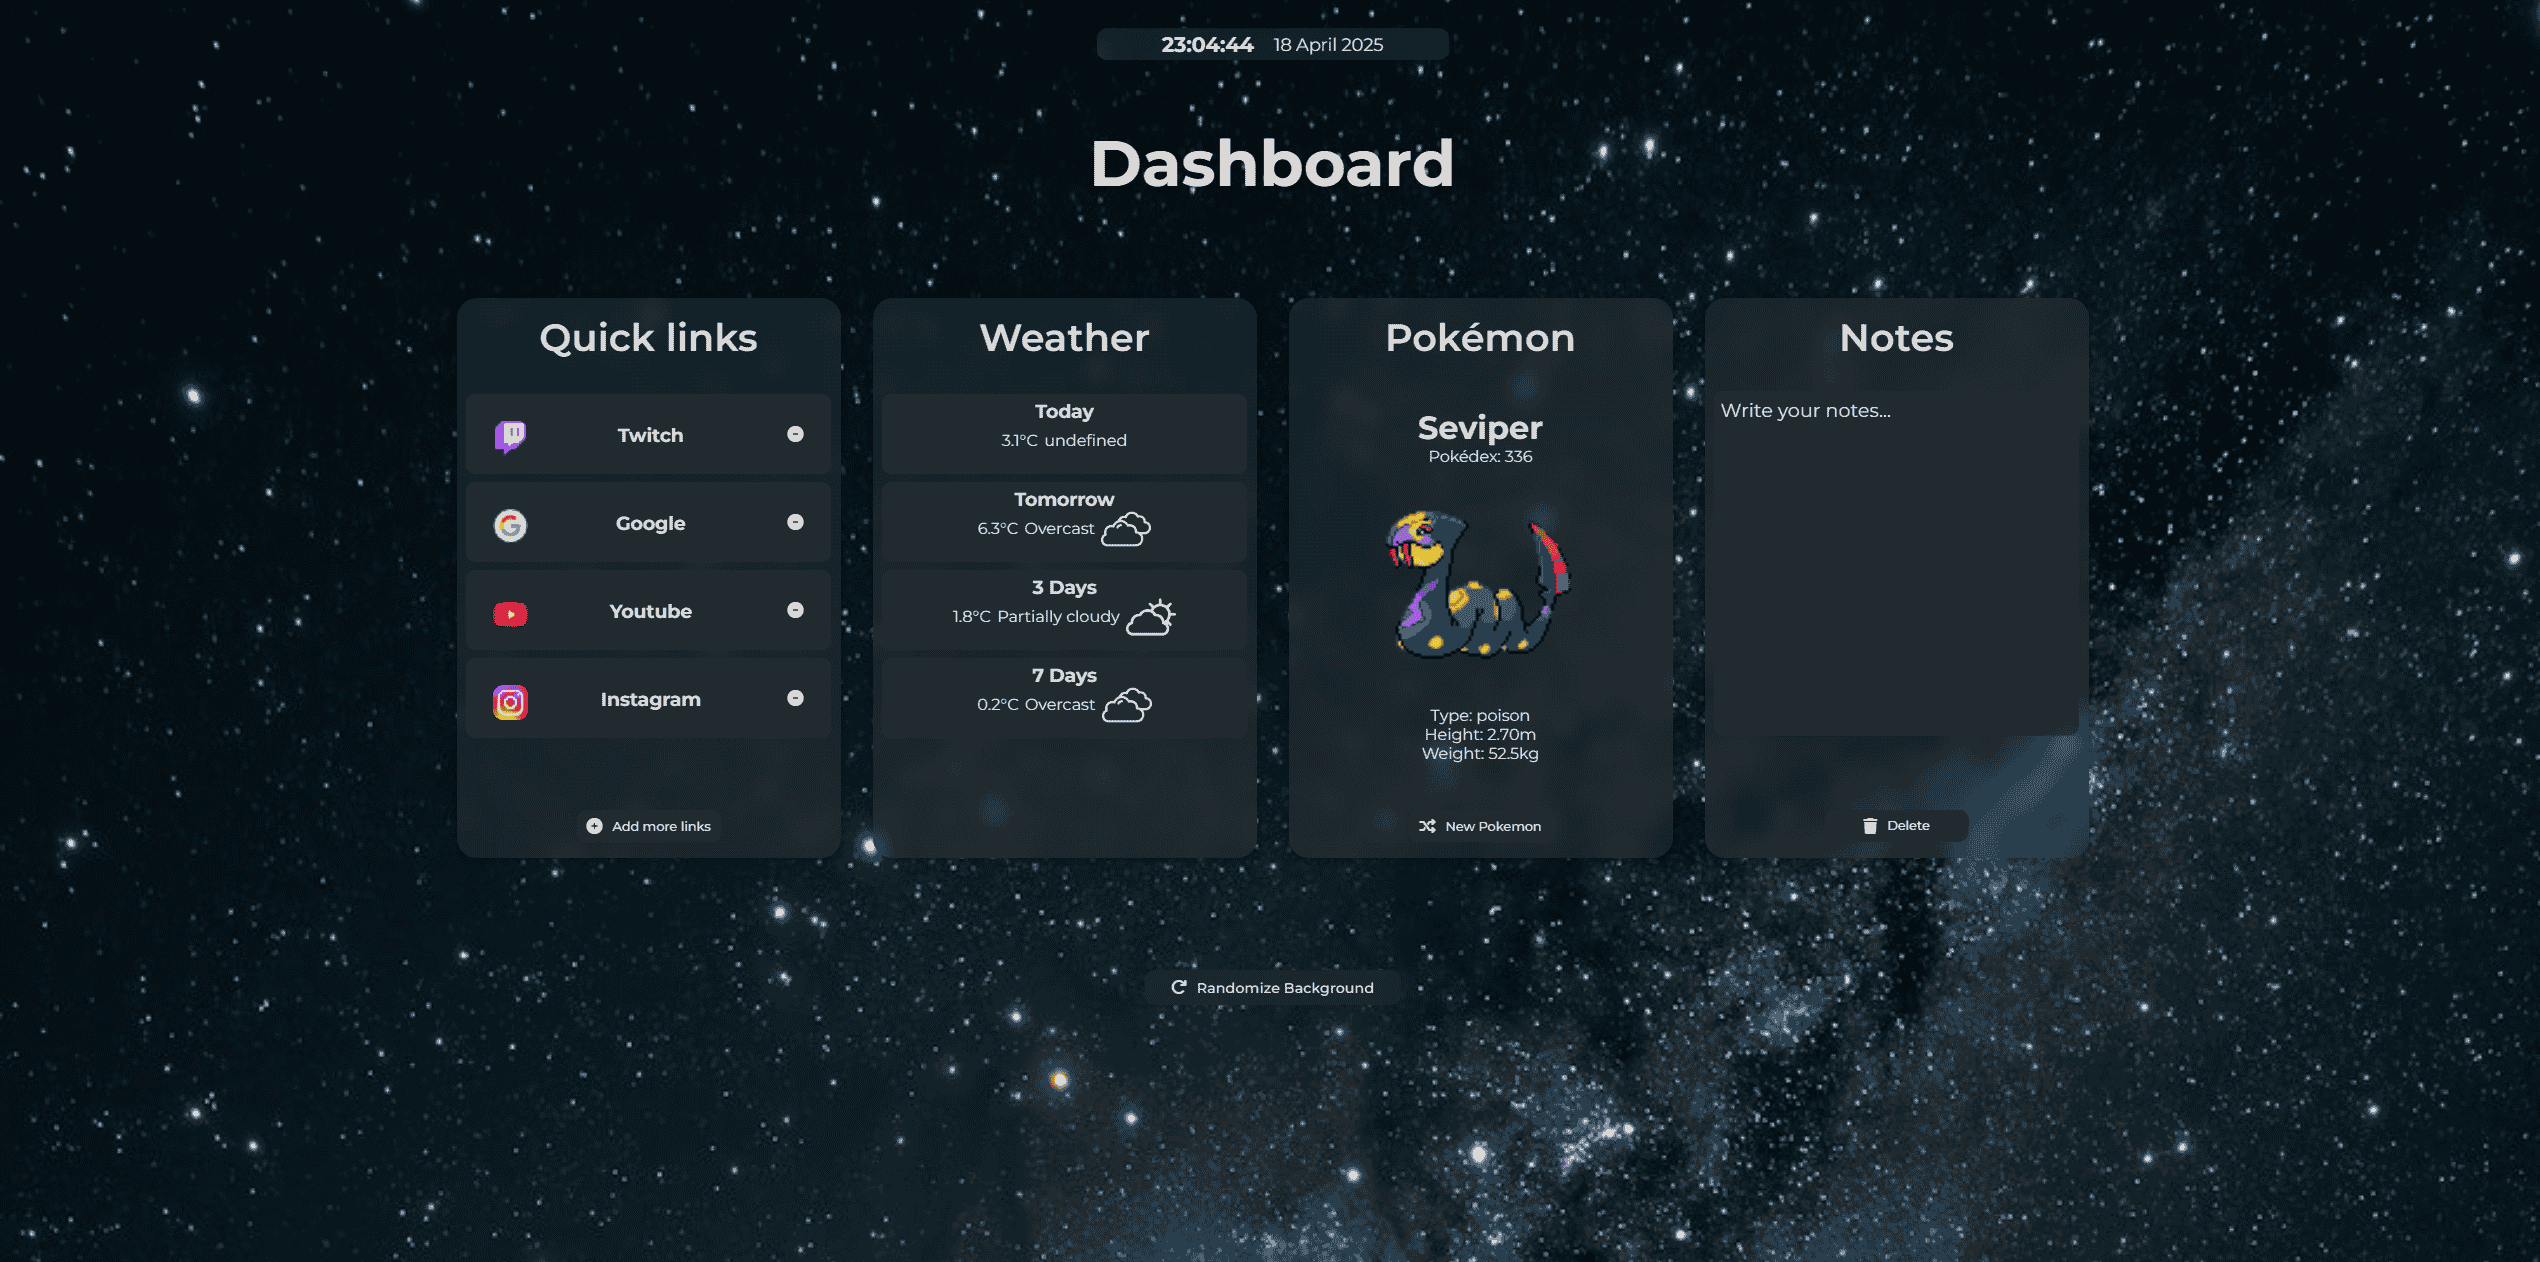 23:04:44 18 April 2025
Dashboard
Quick links
Twitch
Google
Youtube
Instagram
Add more links
Weather
Today
3.1°C undefined
Tomorrow
6.3°C Overcast
3 Days
1.8°C Partially cloudy
7 Days
0.2°C Overcast
Pokémon
Seviper
Pokédex: 336
Type: poison
Height: 2.70m
Weight: 52.5kg
New Pokemon
Notes
Write your notes...
Delete
Randomize Background